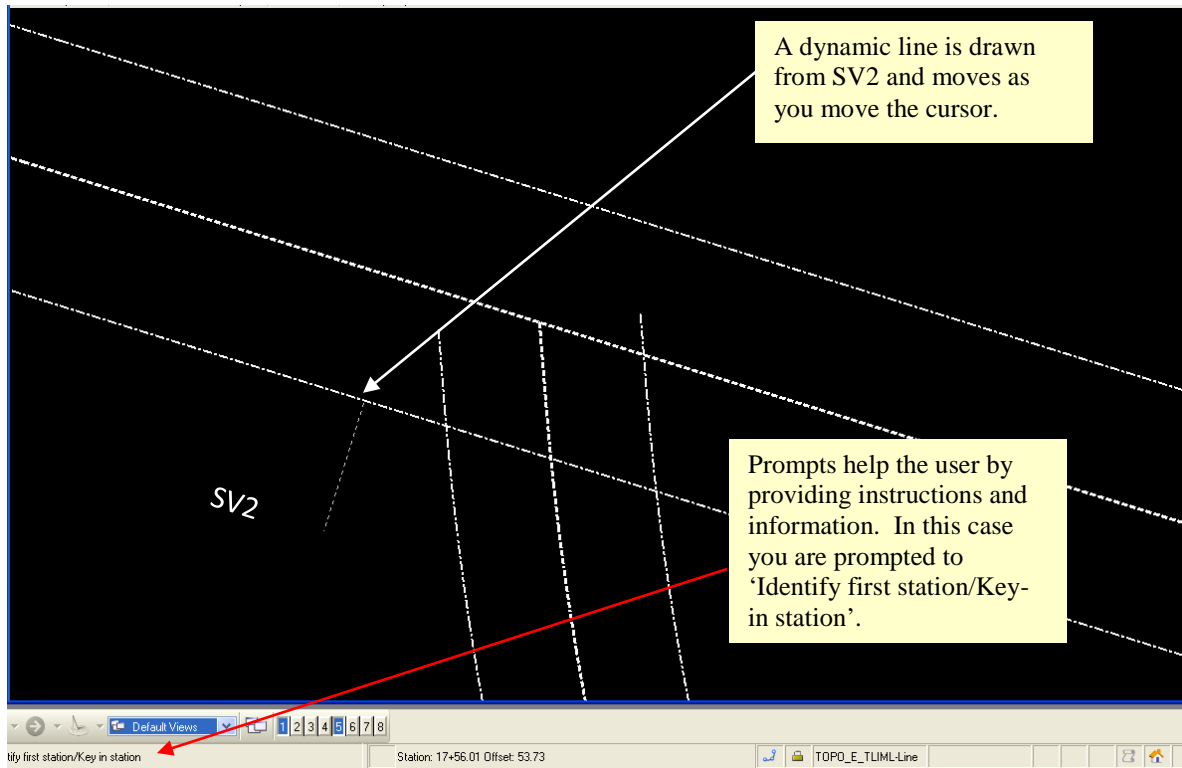 A dynamic line is drawn
from SV2 and moves as
you move the cursor.
SV2
Prompts help the user by
providing instructions and
information. In this case
you are prompted to
‘Identify first station/Key-
in station’.
Default Views
1 2 3 4 5 6 7 8
tify first station/Key in station
Station: 17+56.01 Offset: 53.73
TOPO_E_TLIML-Line